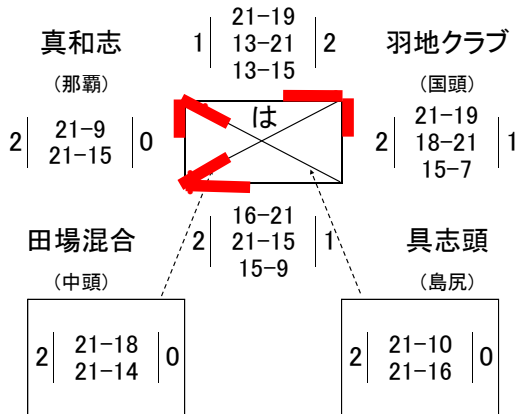 真和志
(那覇)
1 21-19 2
13-21
13-15
羽地クラブ
(国頭)
2 21-9 0
21-15
は
2 21-19 1
18-21
15-7
田場混合
(中頭)
2 16-21 1
21-15
15-9
具志頭
(島尻)
2 21-18 0
21-14
2 21-10 0
21-16